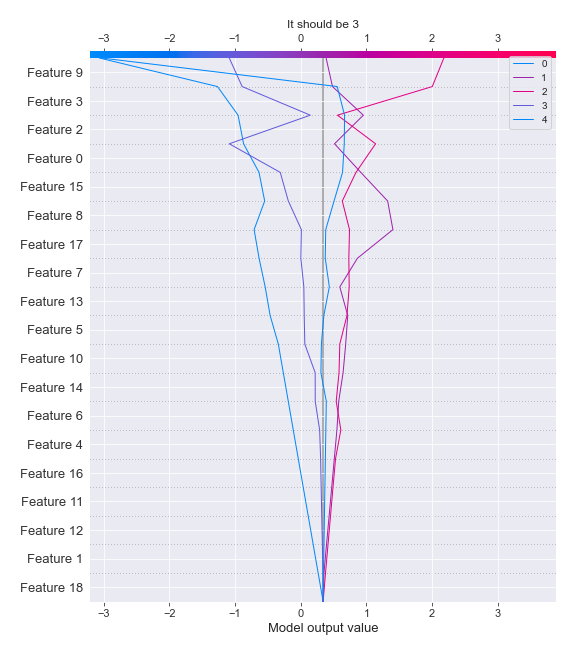 It should be 3
−3 −2 −1 0 1 2 3
0
1
2
3
4
Feature 9
Feature 3
Feature 2
Feature 0
Feature 15
Feature 8
Feature 17
Feature 7
Feature 13
Feature 5
Feature 10
Feature 14
Feature 6
Feature 4
Feature 16
Feature 11
Feature 12
Feature 1
Feature 18
−3 −2 −1 0 1 2 3
Model output value